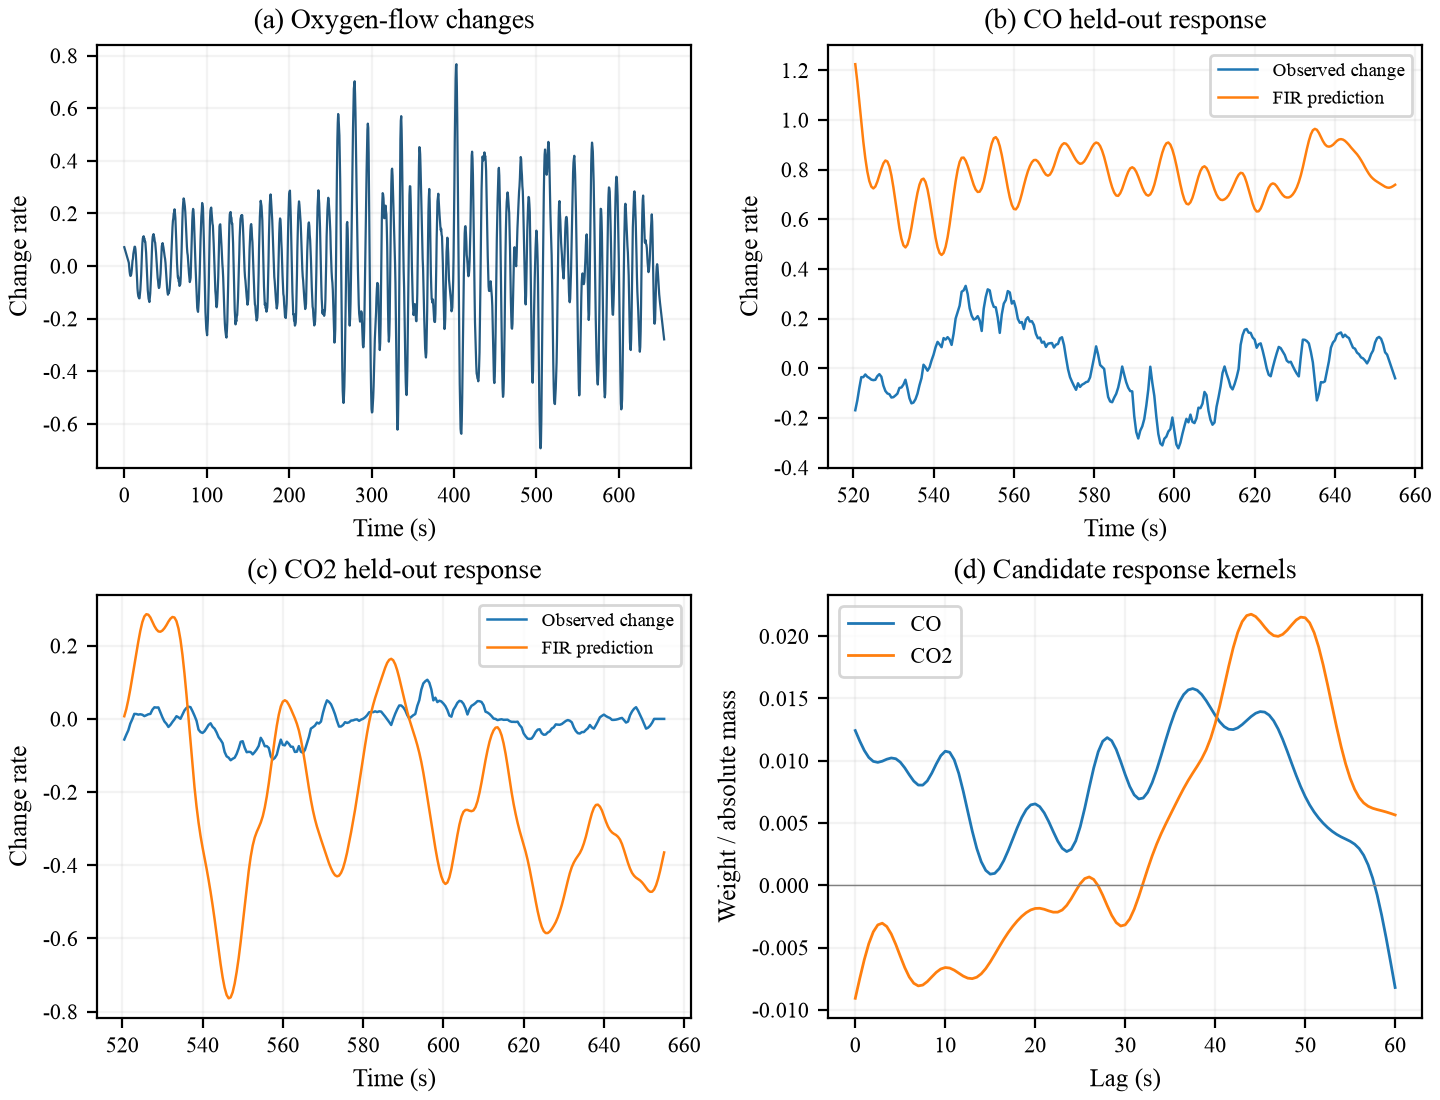 (a) Oxygen-flow changes
Change rate
0.8
0.6
0.4
0.2
0.0
-0.2
-0.4
-0.6
0 100 200 300 400 500 600
Time (s)
(b) CO held-out response
Change rate
1.2
1.0
0.8
0.6
0.4
0.2
0.0
-0.2
-0.4
Observed change
FIR prediction
520 540 560 580 600 620 640 660
Time (s)
(c) CO2 held-out response
Change rate
0.2
0.0
-0.2
-0.4
-0.6
-0.8
Observed change
FIR prediction
520 540 560 580 600 620 640 660
Time (s)
(d) Candidate response kernels
Weight / absolute mass
0.020
0.015
0.010
0.005
0.000
-0.005
-0.010
CO
CO2
0 10 20 30 40 50 60
Lag (s)